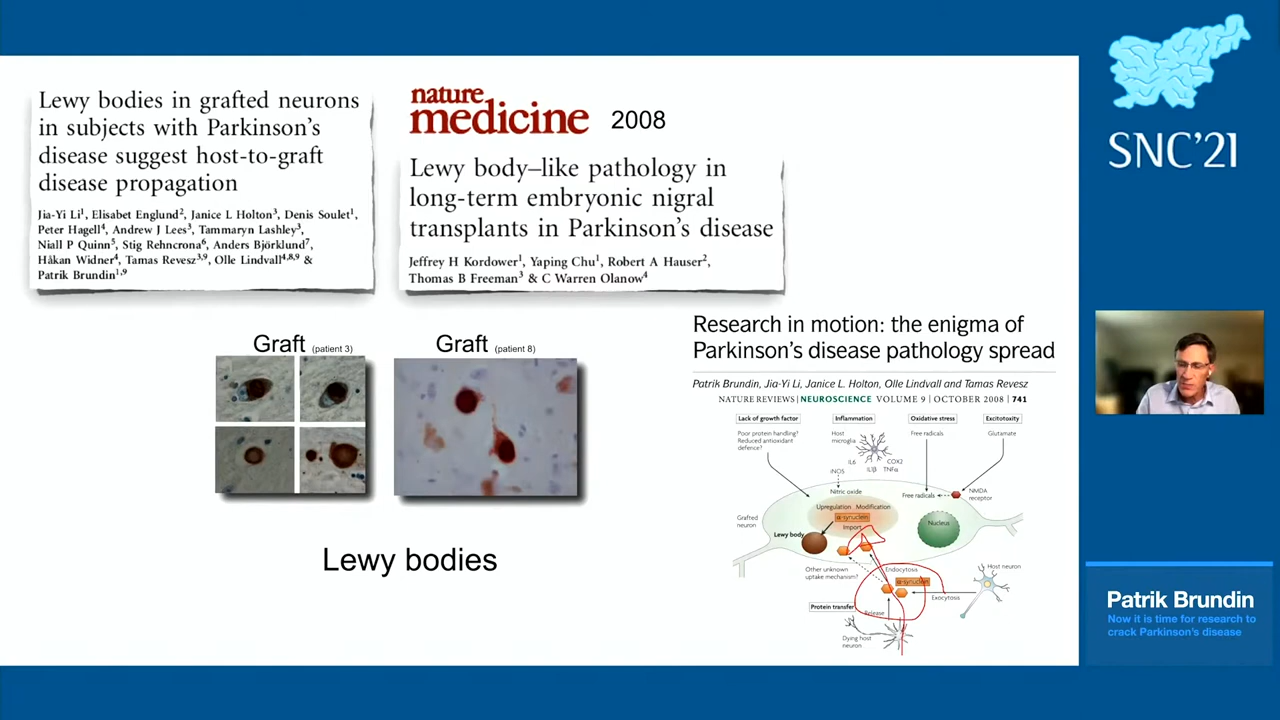 Lewy bodies in grafted neurons
in subjects with Parkinson's
disease suggest host-to-graft
disease propagation
Jia-Yi Li1, Elisabet Englund2, Janice L Holton3, Denis Soulet1,
Peter Hagell4, Andrew J Lees3, Tammaryn Lashley3,
Niall P Quinn5, Stig Rehncrona6, Anders Björklund7,
Håkan Widner4, Tamas Revesz3,9, Olle Lindvall4,8,9 &
Patrik Brundin1,9
nature
medicine 2008
Lewy body–like pathology in
long-term embryonic nigral
transplants in Parkinson's disease
Jeffrey H Kordower1, Yaping Chu1, Robert A Hauser2,
Thomas B Freeman3 & C Warren Olanow4
Graft (patient 3)
Graft (patient 8)
Lewy bodies
Research in motion: the enigma of
Parkinson's disease pathology spread
Patrik Brundin, Jia-Yi Li, Janice L. Holton, Olle Lindvall and Tamas Revesz
NATURE REVIEWS | NEUROSCIENCE VOLUME 9 | OCTOBER 2008 | 741
Lack of growth factor
Inflammation
Oxidative stress
Excitotoxicity
Poor protein handling?
Reduced antioxidant
defence?
Host
microglia
Free radicals
Glutamate
IL6
COX2
IL1β
TNFα
iNOS
Nitric oxide
Free radicals
NMDA
receptor
Upregulation Modification
α-synuclein
Import
Grafted
neuron
Nucleus
Lewy body
Other unknown
uptake mechanism?
Endocytosis
α-synuclein
Host neuron
Exocytosis
Protein transfer
Release
Dying host
neuron
SNC'21
Patrik Brundin
Now it is time for research to
crack Parkinson's disease